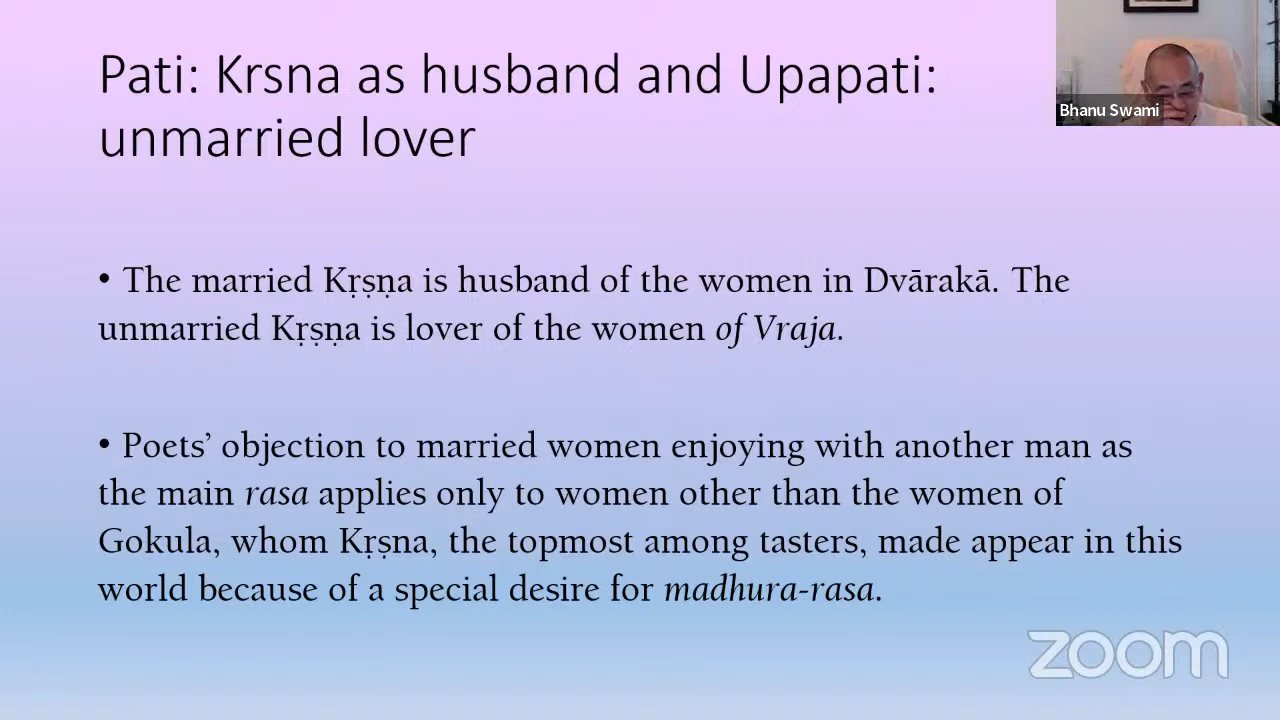 Pati: Krsna as husband and Upapati:
unmarried lover
Bhanu Swami
• The married Kṛṣṇa is husband of the women in Dvārakā. The
unmarried Kṛṣṇa is lover of the women of Vraja.
• Poets’ objection to married women enjoying with another man as
the main rasa applies only to women other than the women of
Gokula, whom Kṛṣṇa, the topmost among tasters, made appear in this
world because of a special desire for madhura-rasa.
zoom